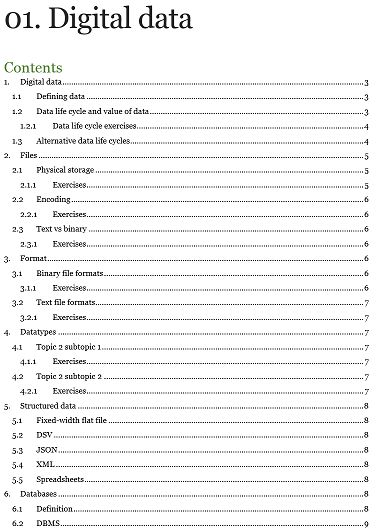 01. Digital data
Contents
1. Digital data 3
1.1 Defining data 3
1.2 Data life cycle and value of data 3
1.2.1 Data life cycle exercises 4
1.3 Alternative data life cycles 4
2. Files 5
2.1 Physical storage 5
2.1.1 Exercises 5
2.2 Encoding 6
2.2.1 Exercises 6
2.3 Text vs binary 6
2.3.1 Exercises 6
3. Format 6
3.1 Binary file formats 6
3.1.1 Exercises 6
3.2 Text file formats 7
3.2.1 Exercises 7
4. Datatypes 7
4.1 Topic 2 subtopic 1 7
4.1.1 Exercises 7
4.2 Topic 2 subtopic 2 7
4.2.1 Exercises 7
5. Structured data 8
5.1 Fixed-width flat file 8
5.2 DSV 8
5.3 JSON 8
5.4 XML 8
5.5 Spreadsheets 8
6. Databases 8
6.1 Definition 8
6.2 DBMS 9